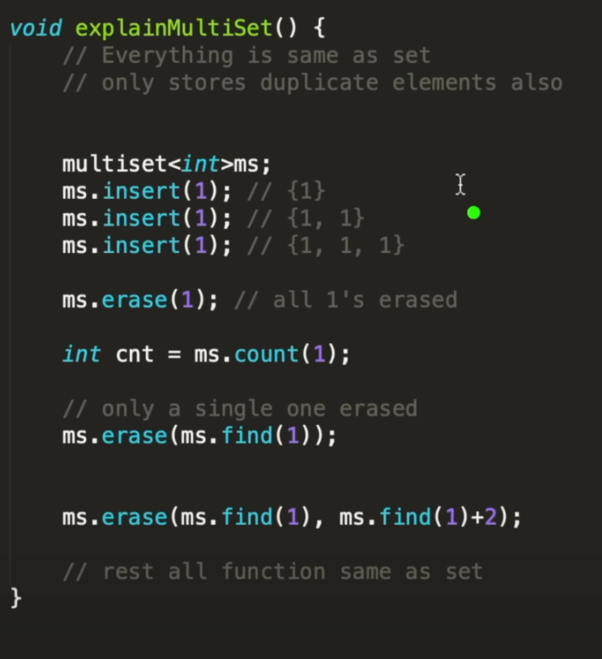 void explainMultiSet() {
// Everything is same as set
// only stores duplicate elements also
multiset<int>ms;
ms.insert(1); // {1}
ms.insert(1); // {1, 1}
ms.insert(1); // {1, 1, 1}
ms.erase(1); // all 1's erased
int cnt = ms.count(1);
// only a single one erased
ms.erase(ms.find(1));
ms.erase(ms.find(1), ms.find(1)+2);
// rest all function same as set
}